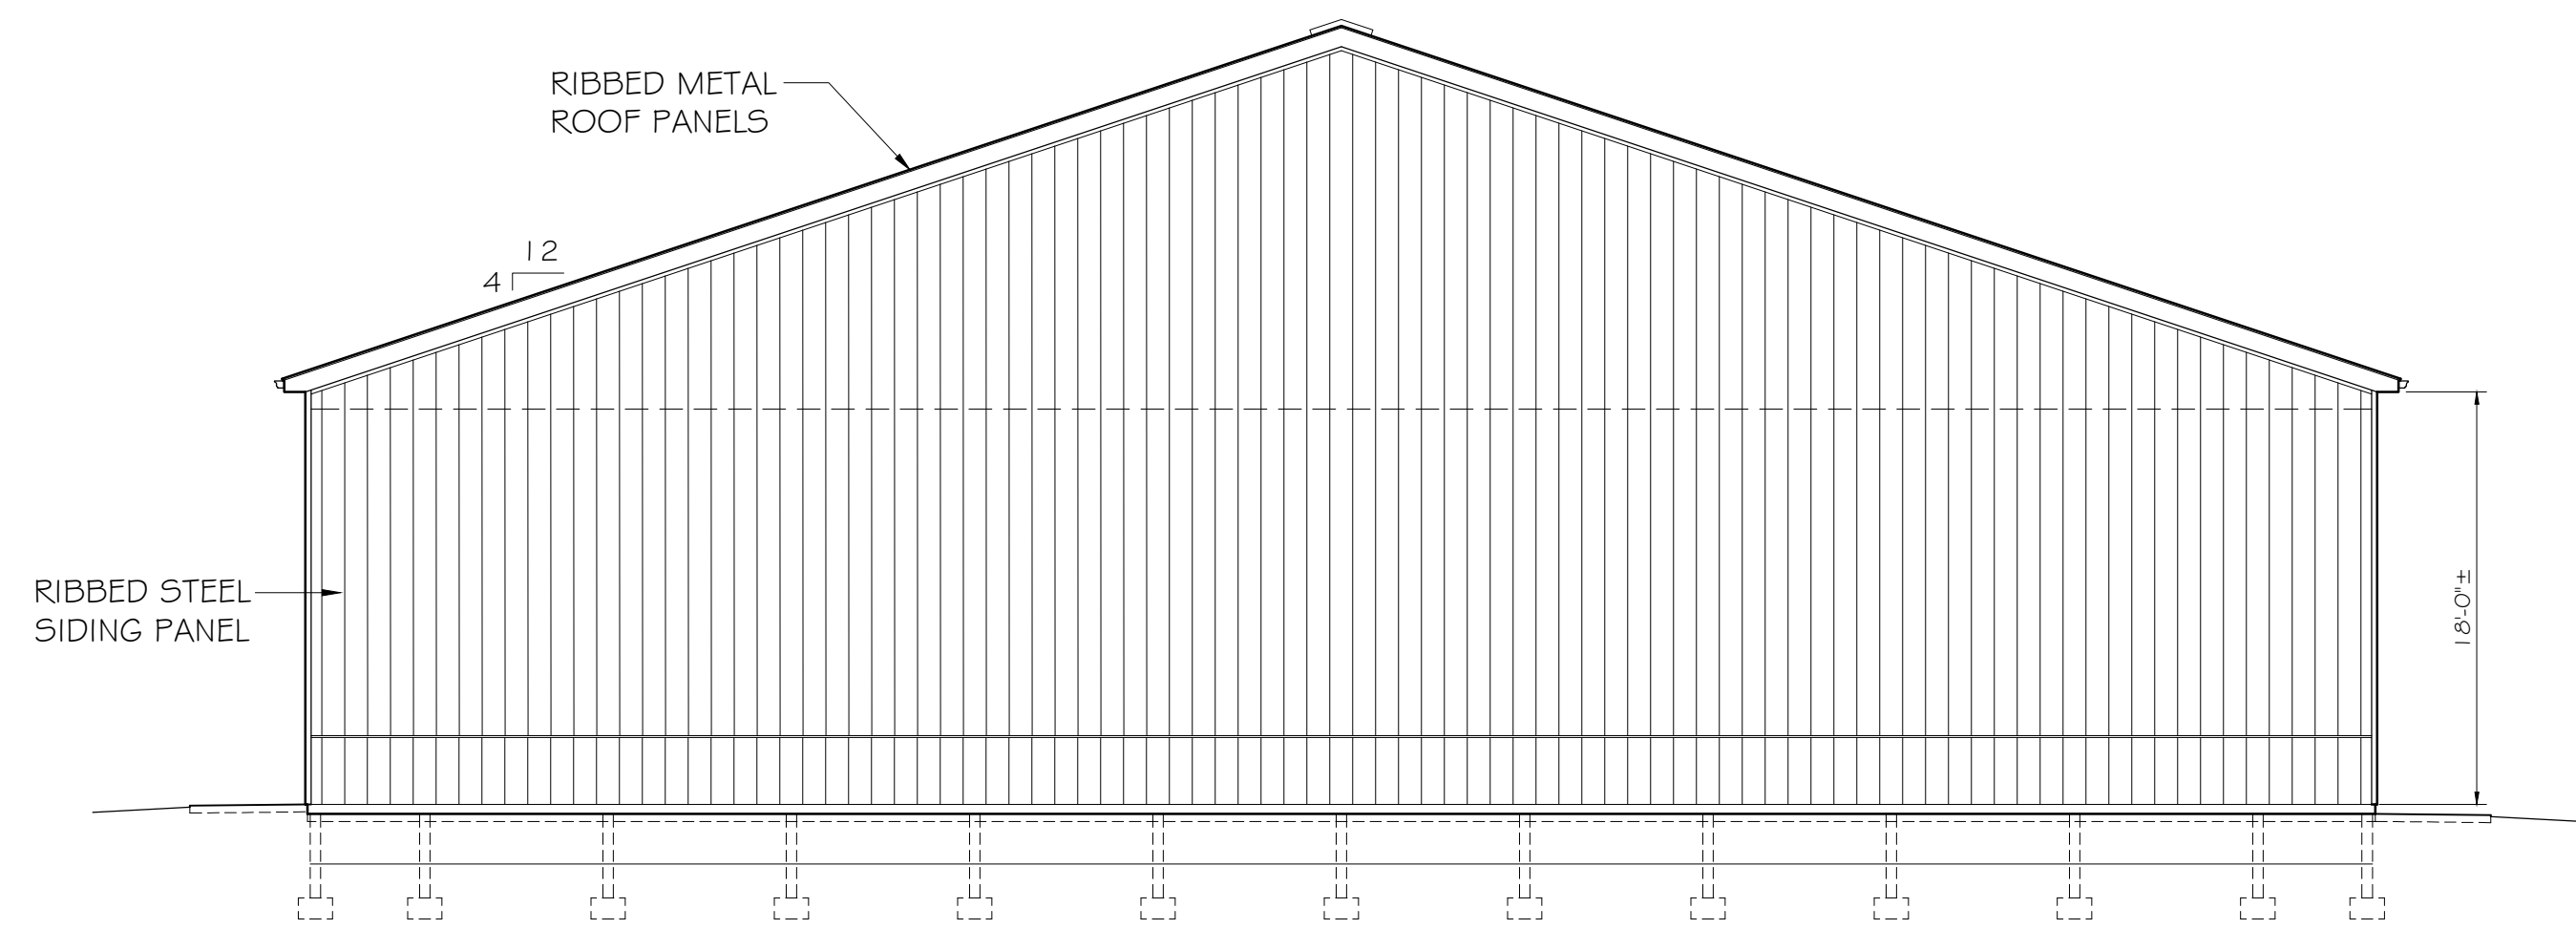 RIBBED METAL
ROOF PANELS
12
4
RIBBED STEEL
SIDING PANEL
18'-0"±